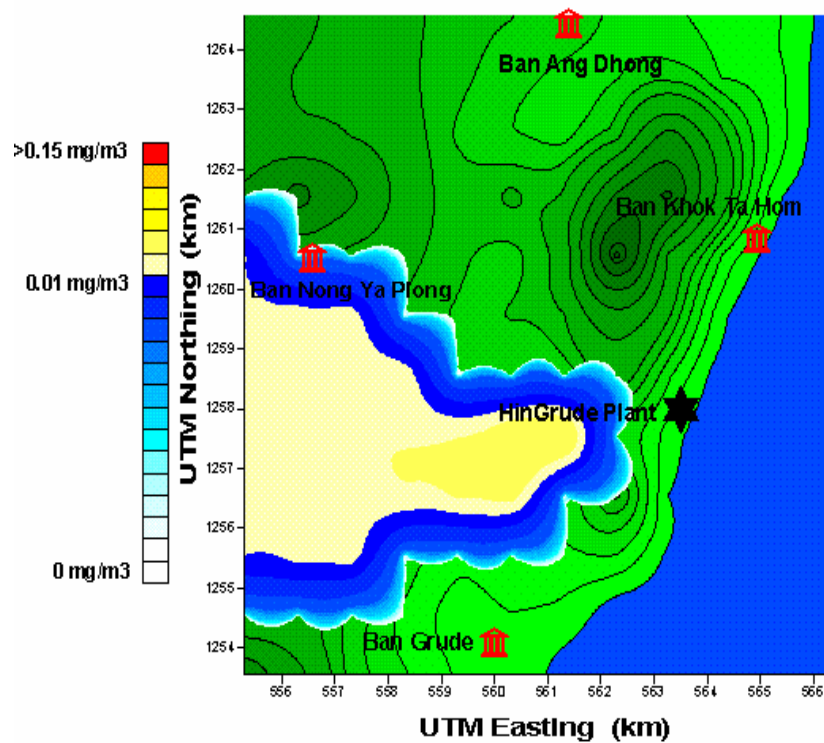 1264
Ban Ang Dhong
1263
>0.15 mg/m3
1262
Ban Khok Ta Hom
1261
0.01 mg/m3
1260
Ban Nong Ya Plong
UTM Northing (km)
1259
1258
HinGrude Plant
1257
1256
0 mg/m3
1255
1254
Ban Grude
556 557 558 559 560 561 562 563 564 565 566
UTM Easting (km)